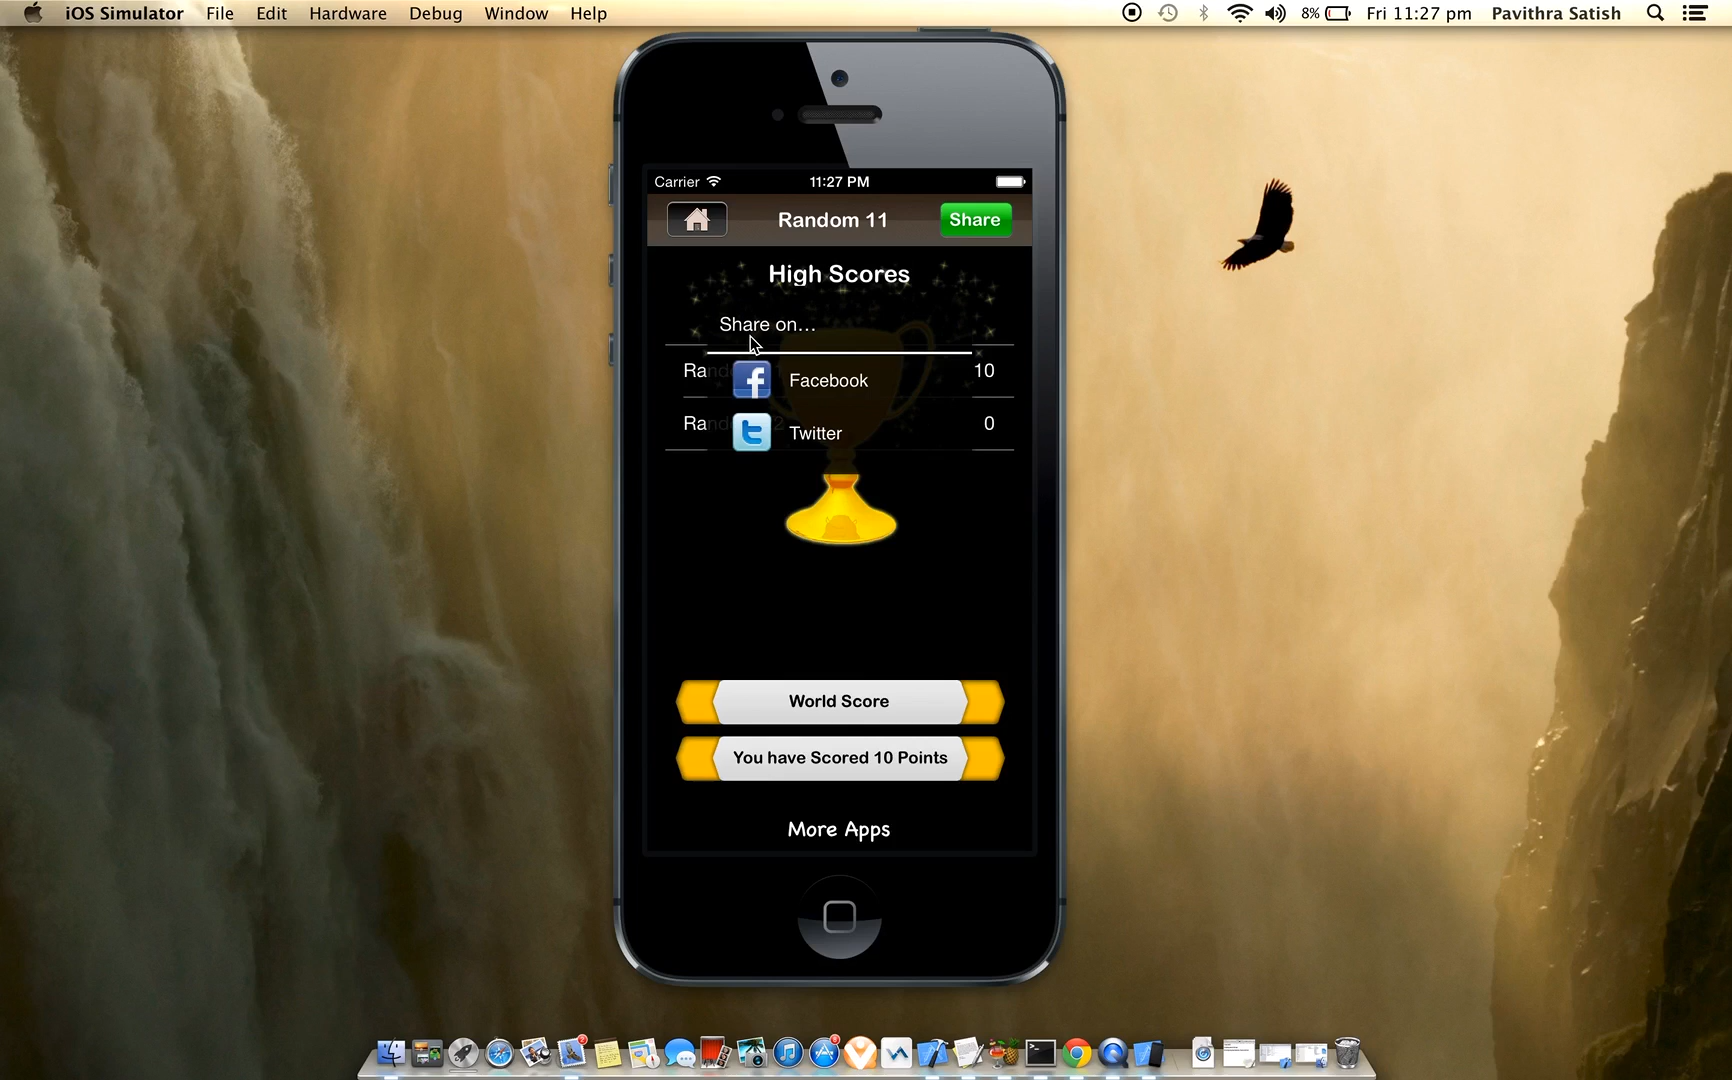 iOS Simulator File Edit Hardware Debug Window Help 8% Fri 11:27 pm Pavithra Satish
Carrier 11:27 PM
Random 11 Share
High Scores
Share on...
10
Facebook
0
Twitter
World Score
You have Scored 10 Points
More Apps